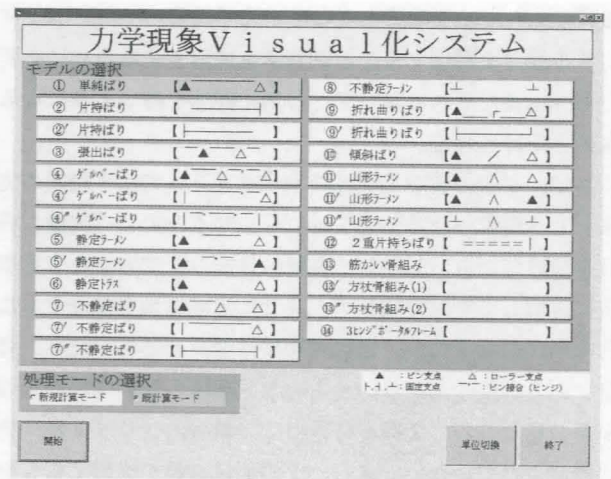 力学現象Ｖｉｓｕａｌ化システム
モデルの選択
① 単純ばり 【▲￣￣￣△】
② 片持ばり 【 ────┤ 】
②′ 片持ばり 【├──── 】
③ 張出ばり 【￣▲￣△￣】
④ ｹﾞﾙﾊﾞｰばり 【▲￣△￣△】
④′ ｹﾞﾙﾊﾞｰばり 【|￣￣￣△】
④″ ｹﾞﾙﾊﾞｰばり 【|￣￣￣|】
⑤ 静定ﾗｰﾒﾝ 【▲￣￣△】
⑤′ 静定ﾗｰﾒﾝ 【▲￣･￣▲】
⑥ 静定ﾄﾗｽ 【▲ △】
⑦ 不静定ばり 【▲￣△￣△】
⑦′ 不静定ばり 【|￣￣￣△】
⑦″ 不静定ばり 【├────┤】
⑧ 不静定ﾗｰﾒﾝ 【┴ ┴】
⑨ 折れ曲りばり 【▲＿┌＿△】
⑨′ 折れ曲りばり 【├───┘】
⑩ 傾斜ばり 【▲ ／ △】
⑪ 山形ﾗｰﾒﾝ 【▲ ∧ △】
⑪′ 山形ﾗｰﾒﾝ 【▲ ∧ ▲】
⑪″ 山形ﾗｰﾒﾝ 【┴ ∧ ┴】
⑫ ２重片持ちばり 【 ＝＝＝＝＝| 】
⑬ 筋かい骨組み 【 】
⑬′ 方杖骨組み(1) 【 】
⑬″ 方杖骨組み(2) 【 】
⑭ 3ﾋﾝｼﾞﾎﾟｰﾀﾙﾌﾚｰﾑ 【 】
▲ ：ピン支点 △ ：ローラー支点
├.┤.┴：固定支点 ￣･￣：ピン接合（ヒンジ）
処理モードの選択
新規計算モード 既計算モード
開始 単位切換 終了